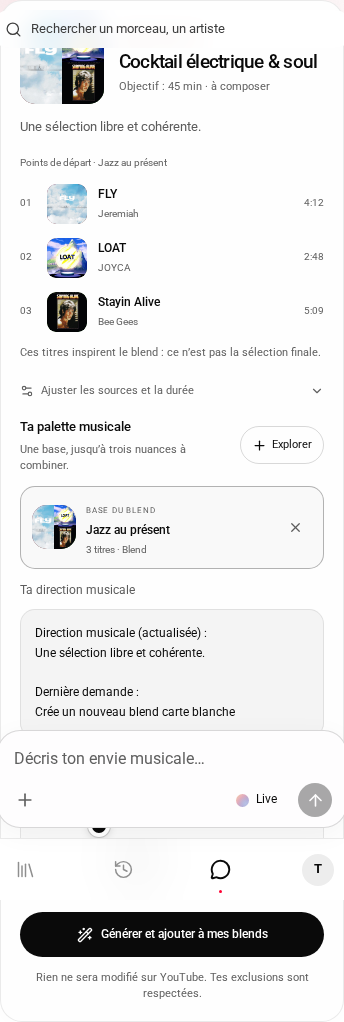 Rechercher un morceau, un artiste
FLY
Cocktail électrique & soul
Objectif : 45 min · à composer
Une sélection libre et cohérente.
Points de départ · Jazz au présent
01
FLY
Jeremiah
4:12
02
LOAT
LOAT
JOYCA
2:48
03
Stayin Alive
Bee Gees
5:09
Ces titres inspirent le blend : ce n'est pas la sélection finale.
Ajuster les sources et la durée
Ta palette musicale
Une base, jusqu'à trois nuances à
combiner.
Explorer
BASE DU BLEND
Jazz au présent
3 titres · Blend
Ta direction musicale
Direction musicale (actualisée) :
Une sélection libre et cohérente.
Dernière demande :
Crée un nouveau blend carte blanche
Décris ton envie musicale...
Live
T
Générer et ajouter à mes blends
Rien ne sera modifié sur YouTube. Tes exclusions sont
respectées.